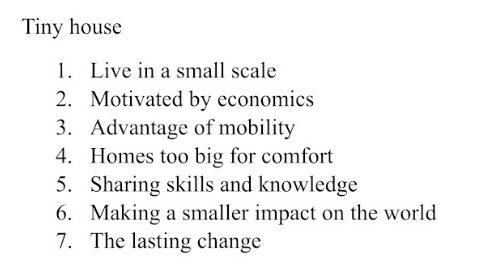 Tiny house
1. Live in a small scale
2. Motivated by economics
3. Advantage of mobility
4. Homes too big for comfort
5. Sharing skills and knowledge
6. Making a smaller impact on the world
7. The lasting change